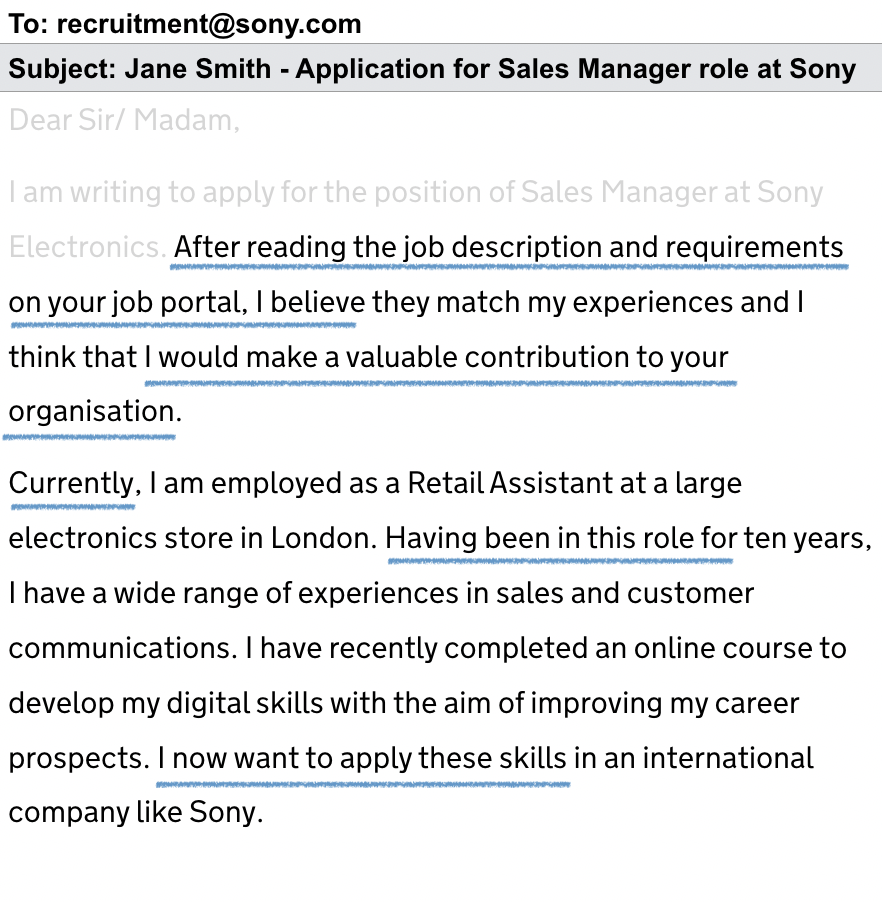 To: recruitment@sony.com
Subject: Jane Smith - Application for Sales Manager role at Sony
Dear Sir/ Madam,
I am writing to apply for the position of Sales Manager at Sony
Electronics. After reading the job description and requirements
on your job portal, I believe they match my experiences and I
think that I would make a valuable contribution to your
organisation.
Currently, I am employed as a Retail Assistant at a large
electronics store in London. Having been in this role for ten years,
I have a wide range of experiences in sales and customer
communications. I have recently completed an online course to
develop my digital skills with the aim of improving my career
prospects. I now want to apply these skills in an international
company like Sony.